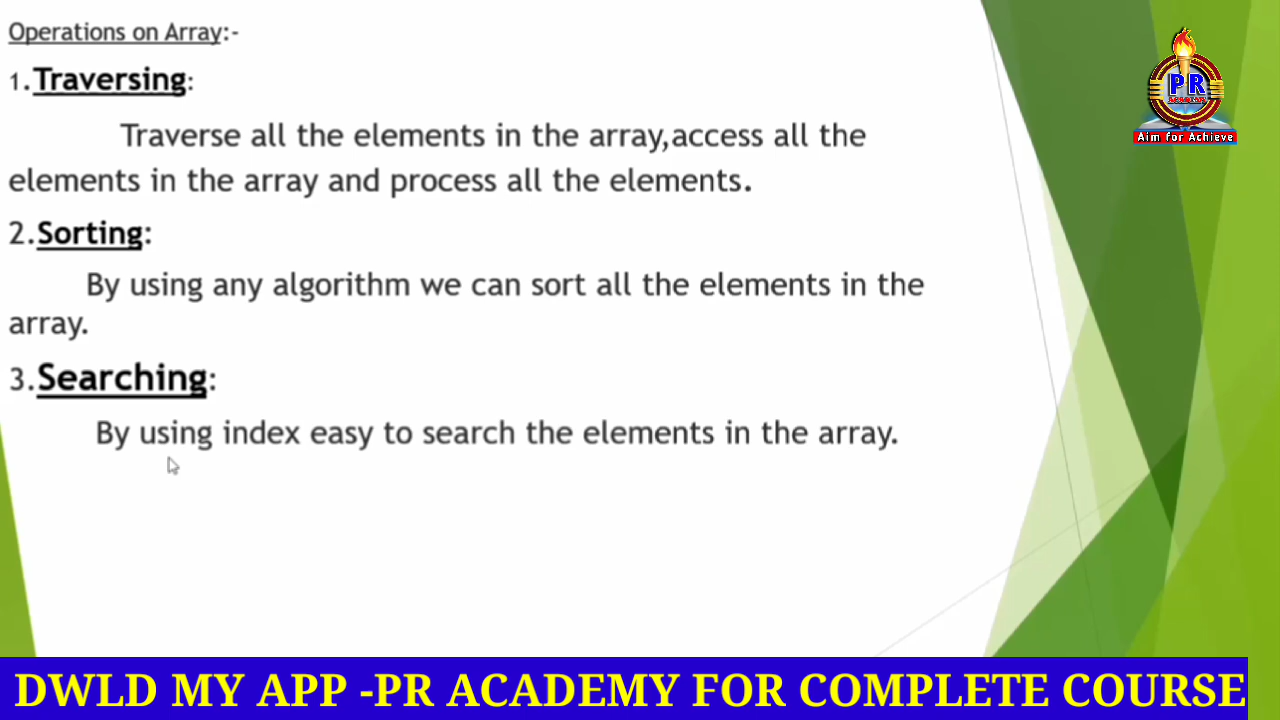 Operations on Array:-
1.Traversing:
Traverse all the elements in the array,access all the
elements in the array and process all the elements.
2.Sorting:
By using any algorithm we can sort all the elements in the
array.
3.Searching:
By using index easy to search the elements in the array.
PR
Aim for Achieve
DWLD MY APP -PR ACADEMY FOR COMPLETE COURSE